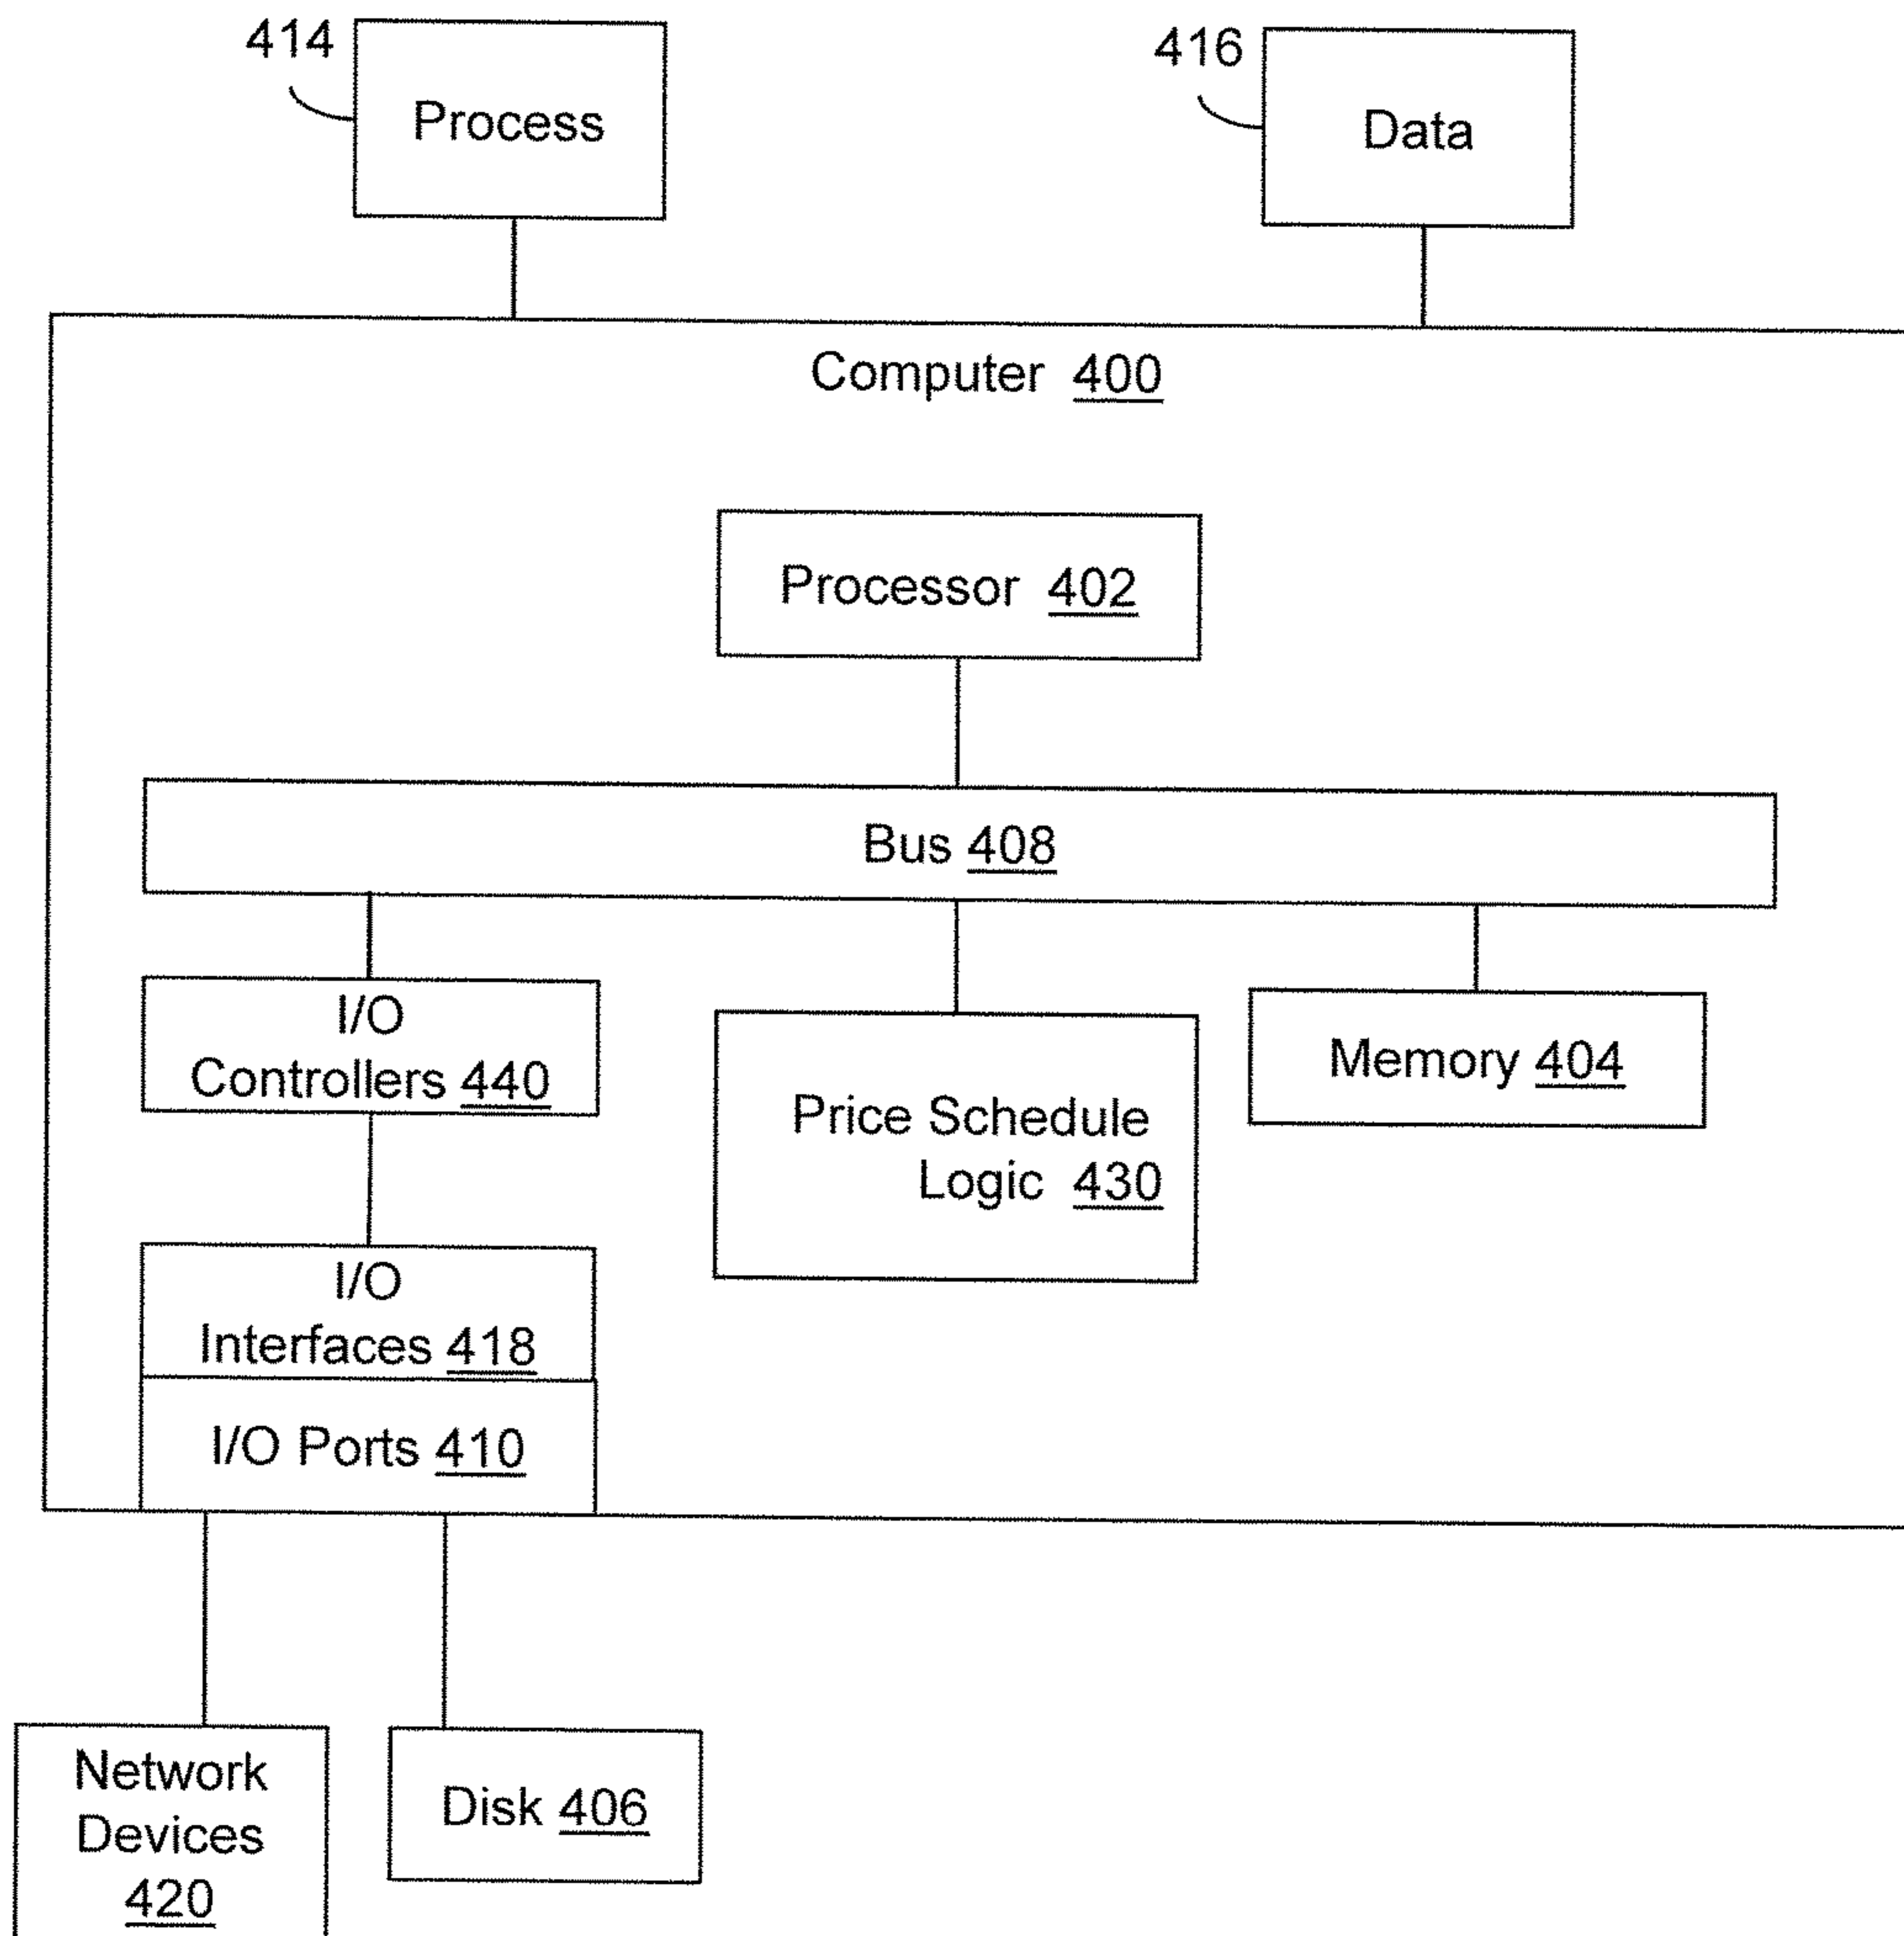 414
Process
416
Data
Computer 400
Processor 402
Bus 408
I/O
Controllers 440
Price Schedule
Logic 430
Memory 404
I/O
Interfaces 418
I/O Ports 410
Network
Devices
420
Disk 406